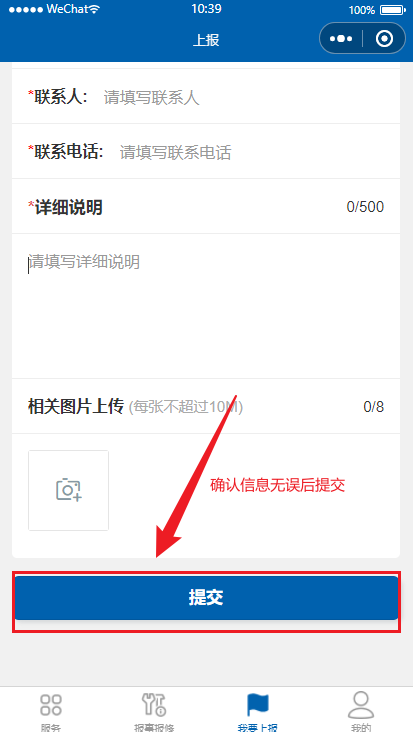 WeChat 10:39 100%
上报
*联系人: 请填写联系人
*联系电话: 请填写联系电话
*详细说明 0/500
请填写详细说明
相关图片上传 (每张不超过10M) 0/8
确认信息无误后提交
提交
服务 报事报修 我要上报 我的